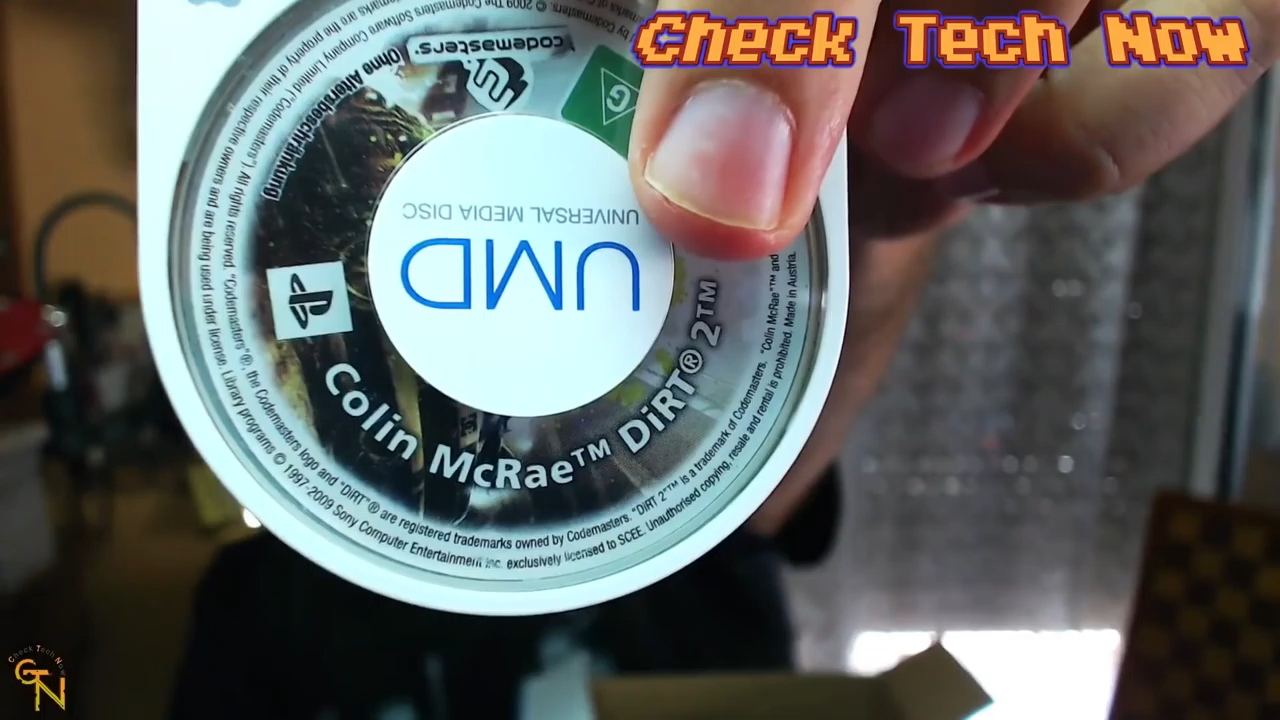 Check Tech Now
codemasters®
Ohne Altersbeschränkung
G
UNIVERSAL MEDIA DISC
UMD
Colin McRae™ DiRT® 2™
© 2009 The Codemasters Software Company Limited ("Codemasters"). All rights reserved. "Codemasters"®, the Codemasters logo and "DiRT"® are registered trademarks owned by Codemasters. "DiRT 2"™ is a trademark of Codemasters. "Colin McRae"™ and
are the property of their respective owners and are being used under license. Library programs © 1997-2009 Sony Computer Entertainment Inc. exclusively licensed to SCEE. Unauthorised copying, resale and rental is prohibited. Made in Austria.
Check Tech Now
CTN